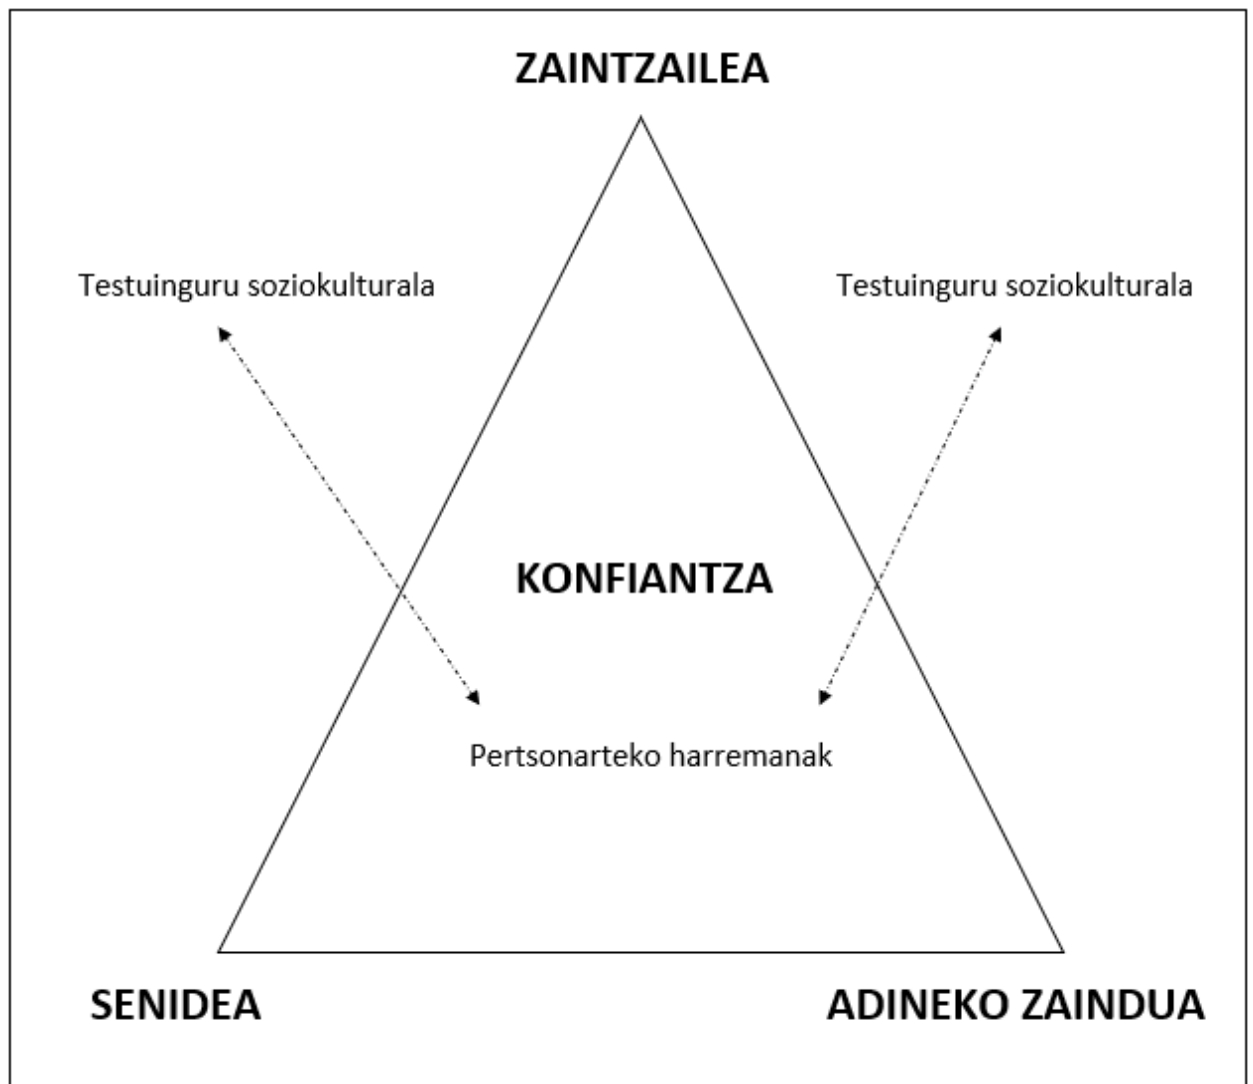 ZAINTZAILEA
Testuinguru soziokulturala
Testuinguru soziokulturala
KONFIANTZA
Pertsonarteko harremanak
SENIDEA
ADINEKO ZAINDUA